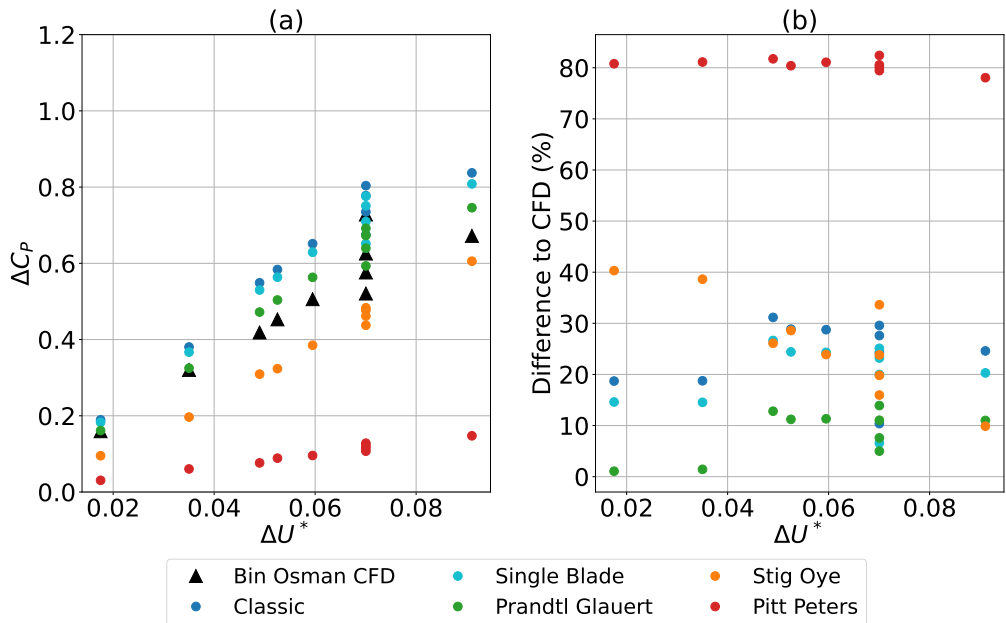 (a)
(b)
1.2
1.0
0.8
0.6
0.4
0.2
0.0
ΔC_P
0.02 0.04 0.06 0.08
ΔU*
80
70
60
50
40
30
20
10
0
Difference to CFD (%)
0.02 0.04 0.06 0.08
ΔU*
Bin Osman CFD Single Blade Stig Oye
Classic Prandtl Glauert Pitt Peters